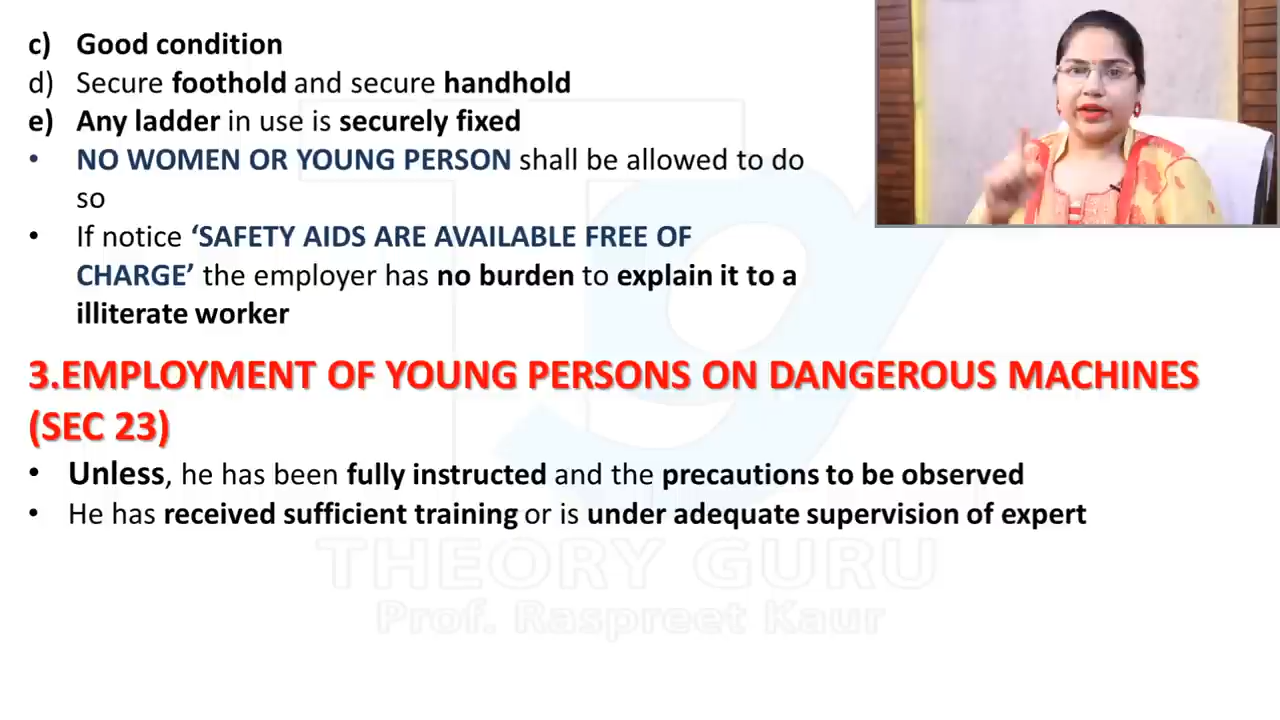 c) Good condition
d) Secure foothold and secure handhold
e) Any ladder in use is securely fixed
• NO WOMEN OR YOUNG PERSON shall be allowed to do
so
• If notice ‘SAFETY AIDS ARE AVAILABLE FREE OF
CHARGE’ the employer has no burden to explain it to a
illiterate worker
3.EMPLOYMENT OF YOUNG PERSONS ON DANGEROUS MACHINES
(SEC 23)
• Unless, he has been fully instructed and the precautions to be observed
• He has received sufficient training or is under adequate supervision of expert
THEORY GURU
Prof. Raspreet Kaur